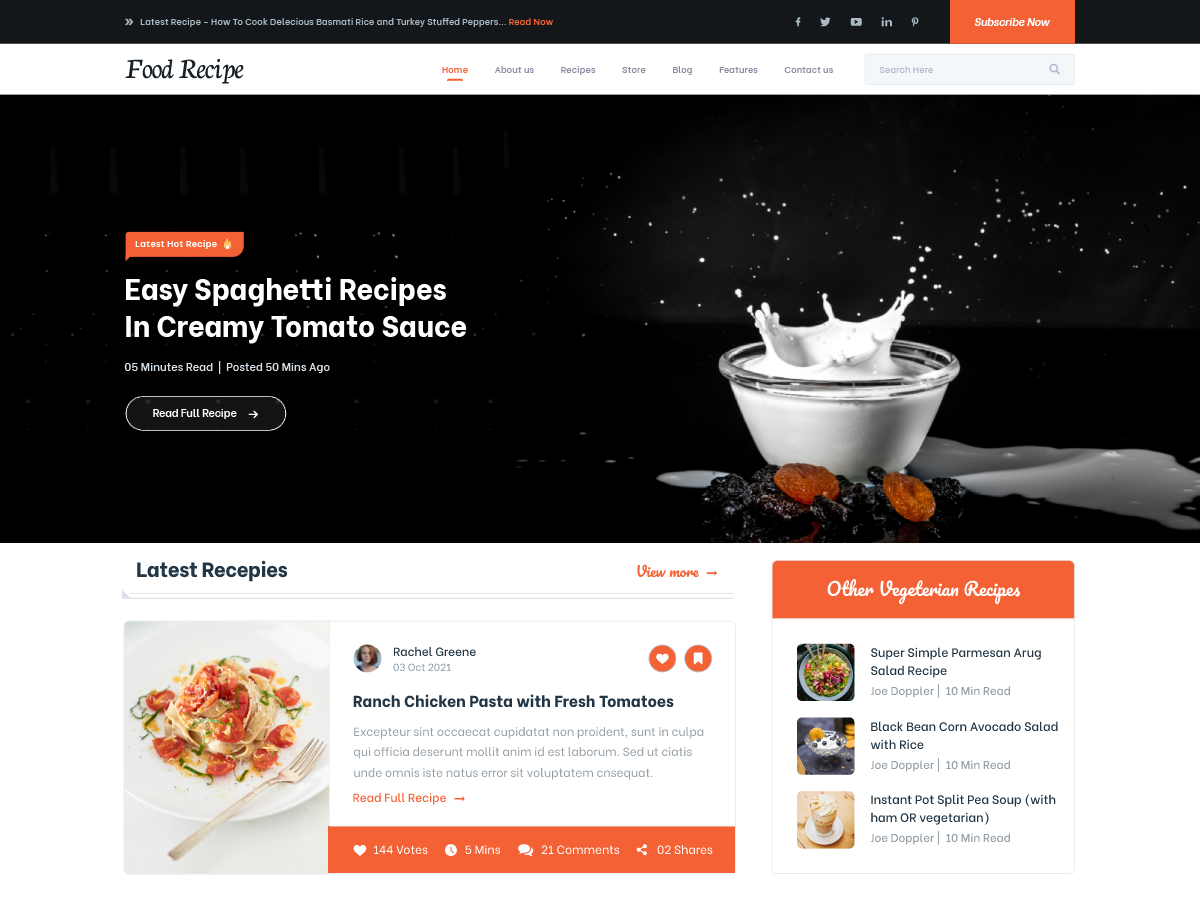 Latest Recipe - How To Cook Delecious Basmati Rice and Turkey Stuffed Peppers... Read Now
Subscribe Now
Food Recipe
Home
About us
Recipes
Store
Blog
Features
Contact us
Search Here
Latest Hot Recipe
Easy Spaghetti Recipes
In Creamy Tomato Sauce
05 Minutes Read | Posted 50 Mins Ago
Read Full Recipe
Latest Recepies
View more
Rachel Greene
03 Oct 2021
Ranch Chicken Pasta with Fresh Tomatoes
Excepteur sint occaecat cupidatat non proident, sunt in culpa
qui officia deserunt mollit anim id est laborum. Sed ut ciatis
unde omnis iste natus error sit voluptatem cnsequat.
Read Full Recipe
144 Votes
5 Mins
21 Comments
02 Shares
Other Vegeterian Recipes
Super Simple Parmesan Arug
Salad Recipe
Joe Doppler | 10 Min Read
Black Bean Corn Avocado Salad
with Rice
Joe Doppler | 10 Min Read
Instant Pot Split Pea Soup (with
ham OR vegetarian)
Joe Doppler | 10 Min Read